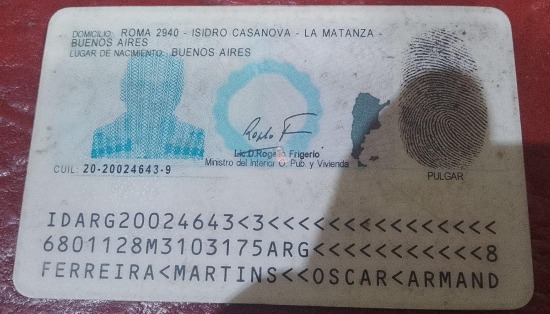 DOMICILIO: ROMA 2940 - ISIDRO CASANOVA - LA MATANZA -
BUENOS AIRES
LUGAR DE NACIMIENTO: BUENOS AIRES
Lic.D.Rogelio Frigerio
Ministro del Interior O. Pub. y Vivienda
CUIL: 20-20024643-9
PULGAR
IDARG20024643<3<<<<<<<<<<<<<<<
6801128M3103175ARG<<<<<<<<<<<8
FERREIRA<MARTINS<<OSCAR<ARMAND